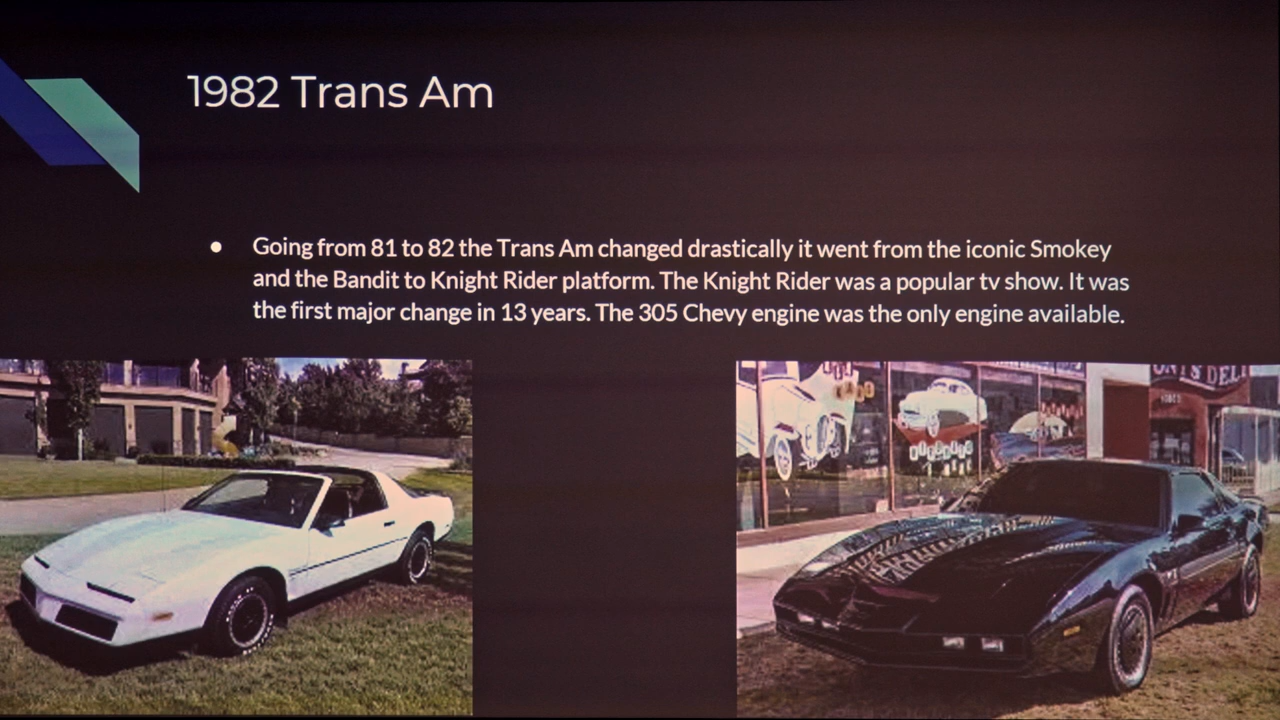 1982 Trans Am
● Going from 81 to 82 the Trans Am changed drastically it went from the iconic Smokey
and the Bandit to Knight Rider platform. The Knight Rider was a popular tv show. It was
the first major change in 13 years. The 305 Chevy engine was the only engine available.